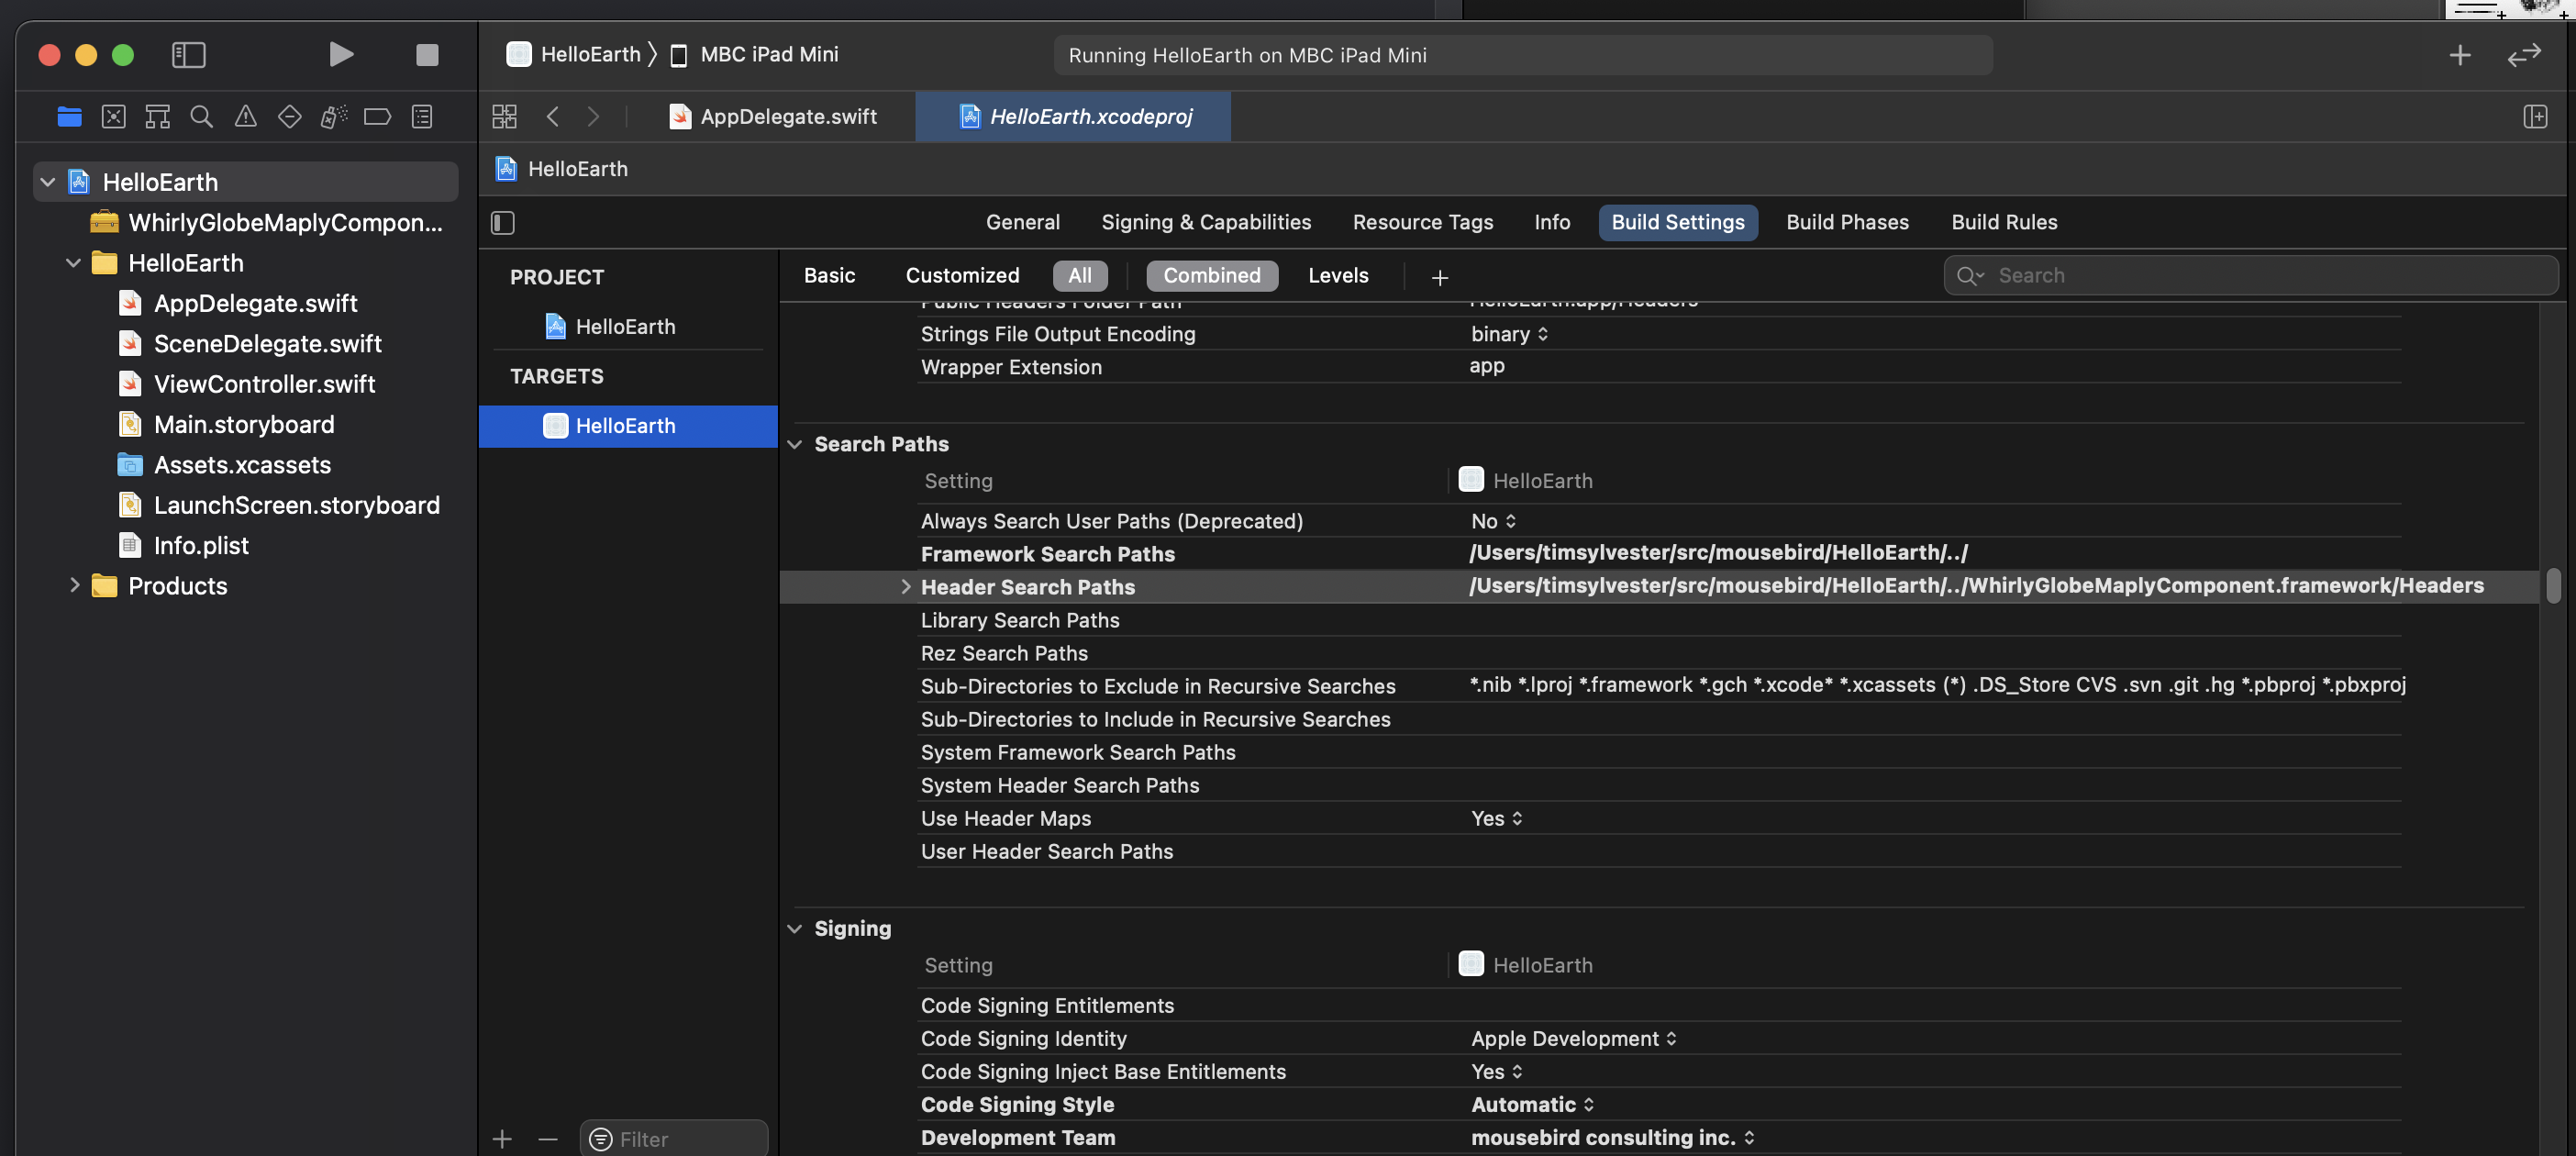 HelloEarth 〉 MBC iPad Mini
Running HelloEarth on MBC iPad Mini
AppDelegate.swift
HelloEarth.xcodeproj
HelloEarth
WhirlyGlobeMaplyCompon...
HelloEarth
AppDelegate.swift
SceneDelegate.swift
ViewController.swift
Main.storyboard
Assets.xcassets
LaunchScreen.storyboard
Info.plist
Products
HelloEarth
General Signing & Capabilities Resource Tags Info Build Settings Build Phases Build Rules
PROJECT
HelloEarth
TARGETS
HelloEarth
Filter
Basic Customized All Combined Levels
Search
Public Headers Folder Path HelloEarth.app/Headers
Strings File Output Encoding binary
Wrapper Extension app
Search Paths
Setting HelloEarth
Always Search User Paths (Deprecated) No
Framework Search Paths /Users/timsylvester/src/mousebird/HelloEarth/../
Header Search Paths /Users/timsylvester/src/mousebird/HelloEarth/../WhirlyGlobeMaplyComponent.framework/Headers
Library Search Paths
Rez Search Paths
Sub-Directories to Exclude in Recursive Searches *.nib *.lproj *.framework *.gch *.xcode* *.xcassets (*) .DS_Store CVS .svn .git .hg *.pbproj *.pbxproj
Sub-Directories to Include in Recursive Searches
System Framework Search Paths
System Header Search Paths
Use Header Maps Yes
User Header Search Paths
Signing
Setting HelloEarth
Code Signing Entitlements
Code Signing Identity Apple Development
Code Signing Inject Base Entitlements Yes
Code Signing Style Automatic
Development Team mousebird consulting inc.